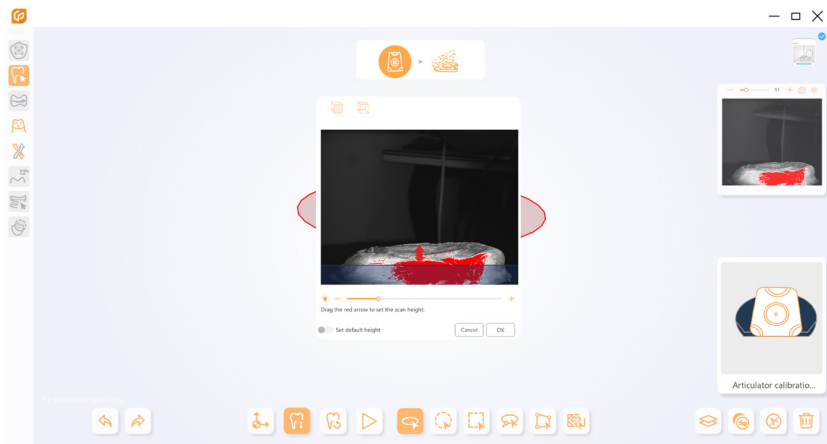 51
Drag the red arrow to set the scan height.
Set default height
Cancel
OK
Articulator calibratio...